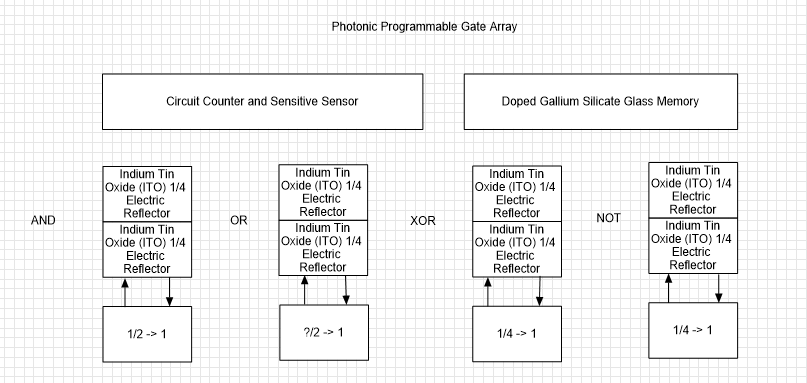 Photonic Programmable Gate Array
Circuit Counter and Sensitive Sensor
Doped Gallium Silicate Glass Memory
AND
Indium Tin
Oxide (ITO) 1/4
Electric
Reflector
Indium Tin
Oxide (ITO) 1/4
Electric
Reflector
1/2 -> 1
OR
Indium Tin
Oxide (ITO) 1/4
Electric
Reflector
Indium Tin
Oxide (ITO) 1/4
Electric
Reflector
?/2 -> 1
XOR
Indium Tin
Oxide (ITO) 1/4
Electric
Reflector
Indium Tin
Oxide (ITO) 1/4
Electric
Reflector
1/4 -> 1
NOT
Indium Tin
Oxide (ITO) 1/4
Electric
Reflector
Indium Tin
Oxide (ITO) 1/4
Electric
Reflector
1/4 -> 1